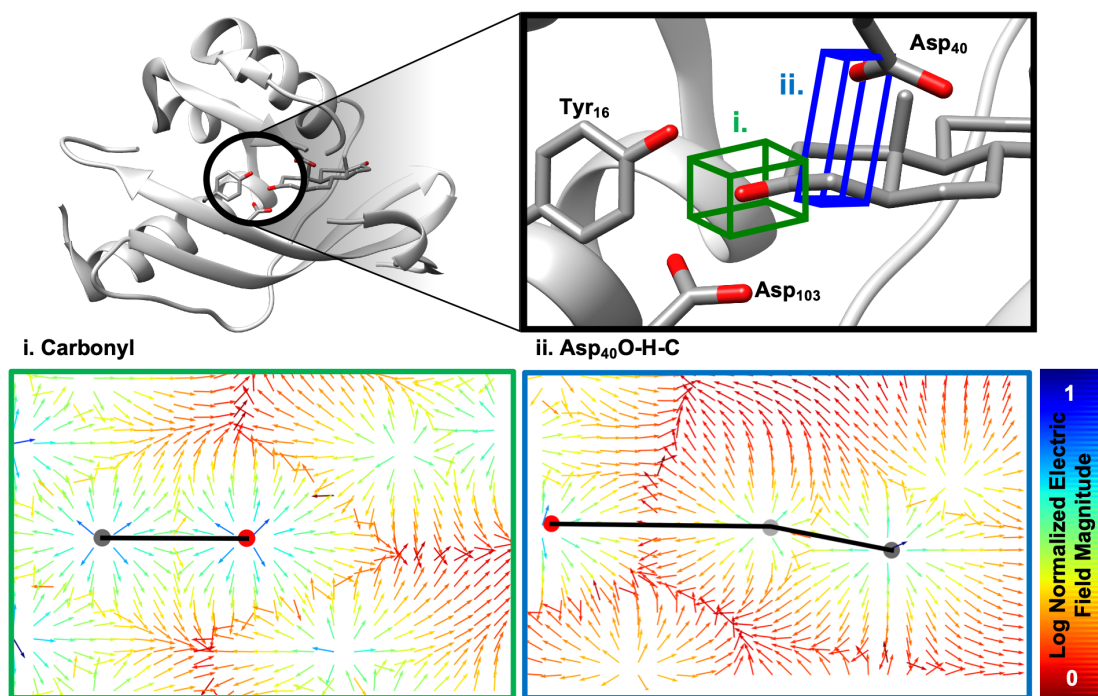 Asp₄₀
ii.
Tyr₁₆
i.
Asp₁₀₃
i. Carbonyl
ii. Asp₄₀O-H-C
1
Log Normalized Electric
Field Magnitude
0